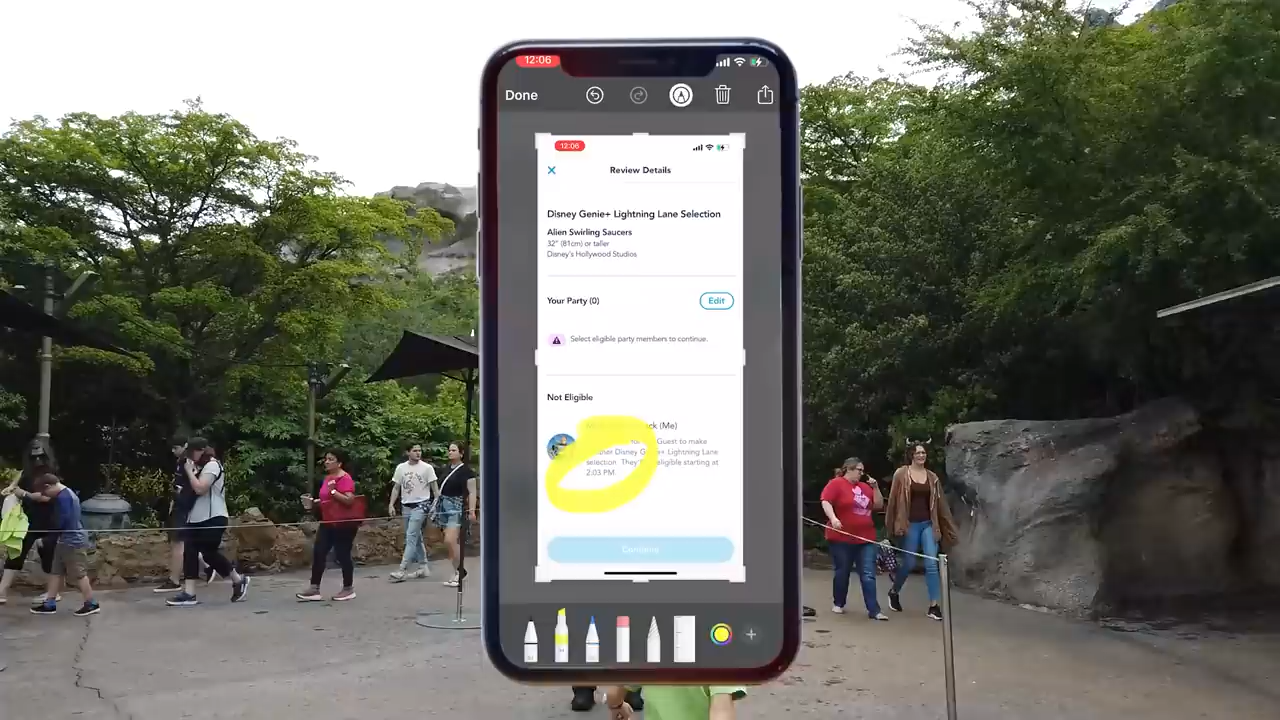 12:06
Done
12:06
Review Details
Disney Genie+ Lightning Lane Selection
Alien Swirling Saucers
32" (81cm) or taller
Disney's Hollywood Studios
Your Party (0)
Edit
Select eligible party members to continue.
Not Eligible
(Me)
Guest to make
Disney Genie+ Lightning Lane
selection. eligible starting at
2:03 PM.
Continue